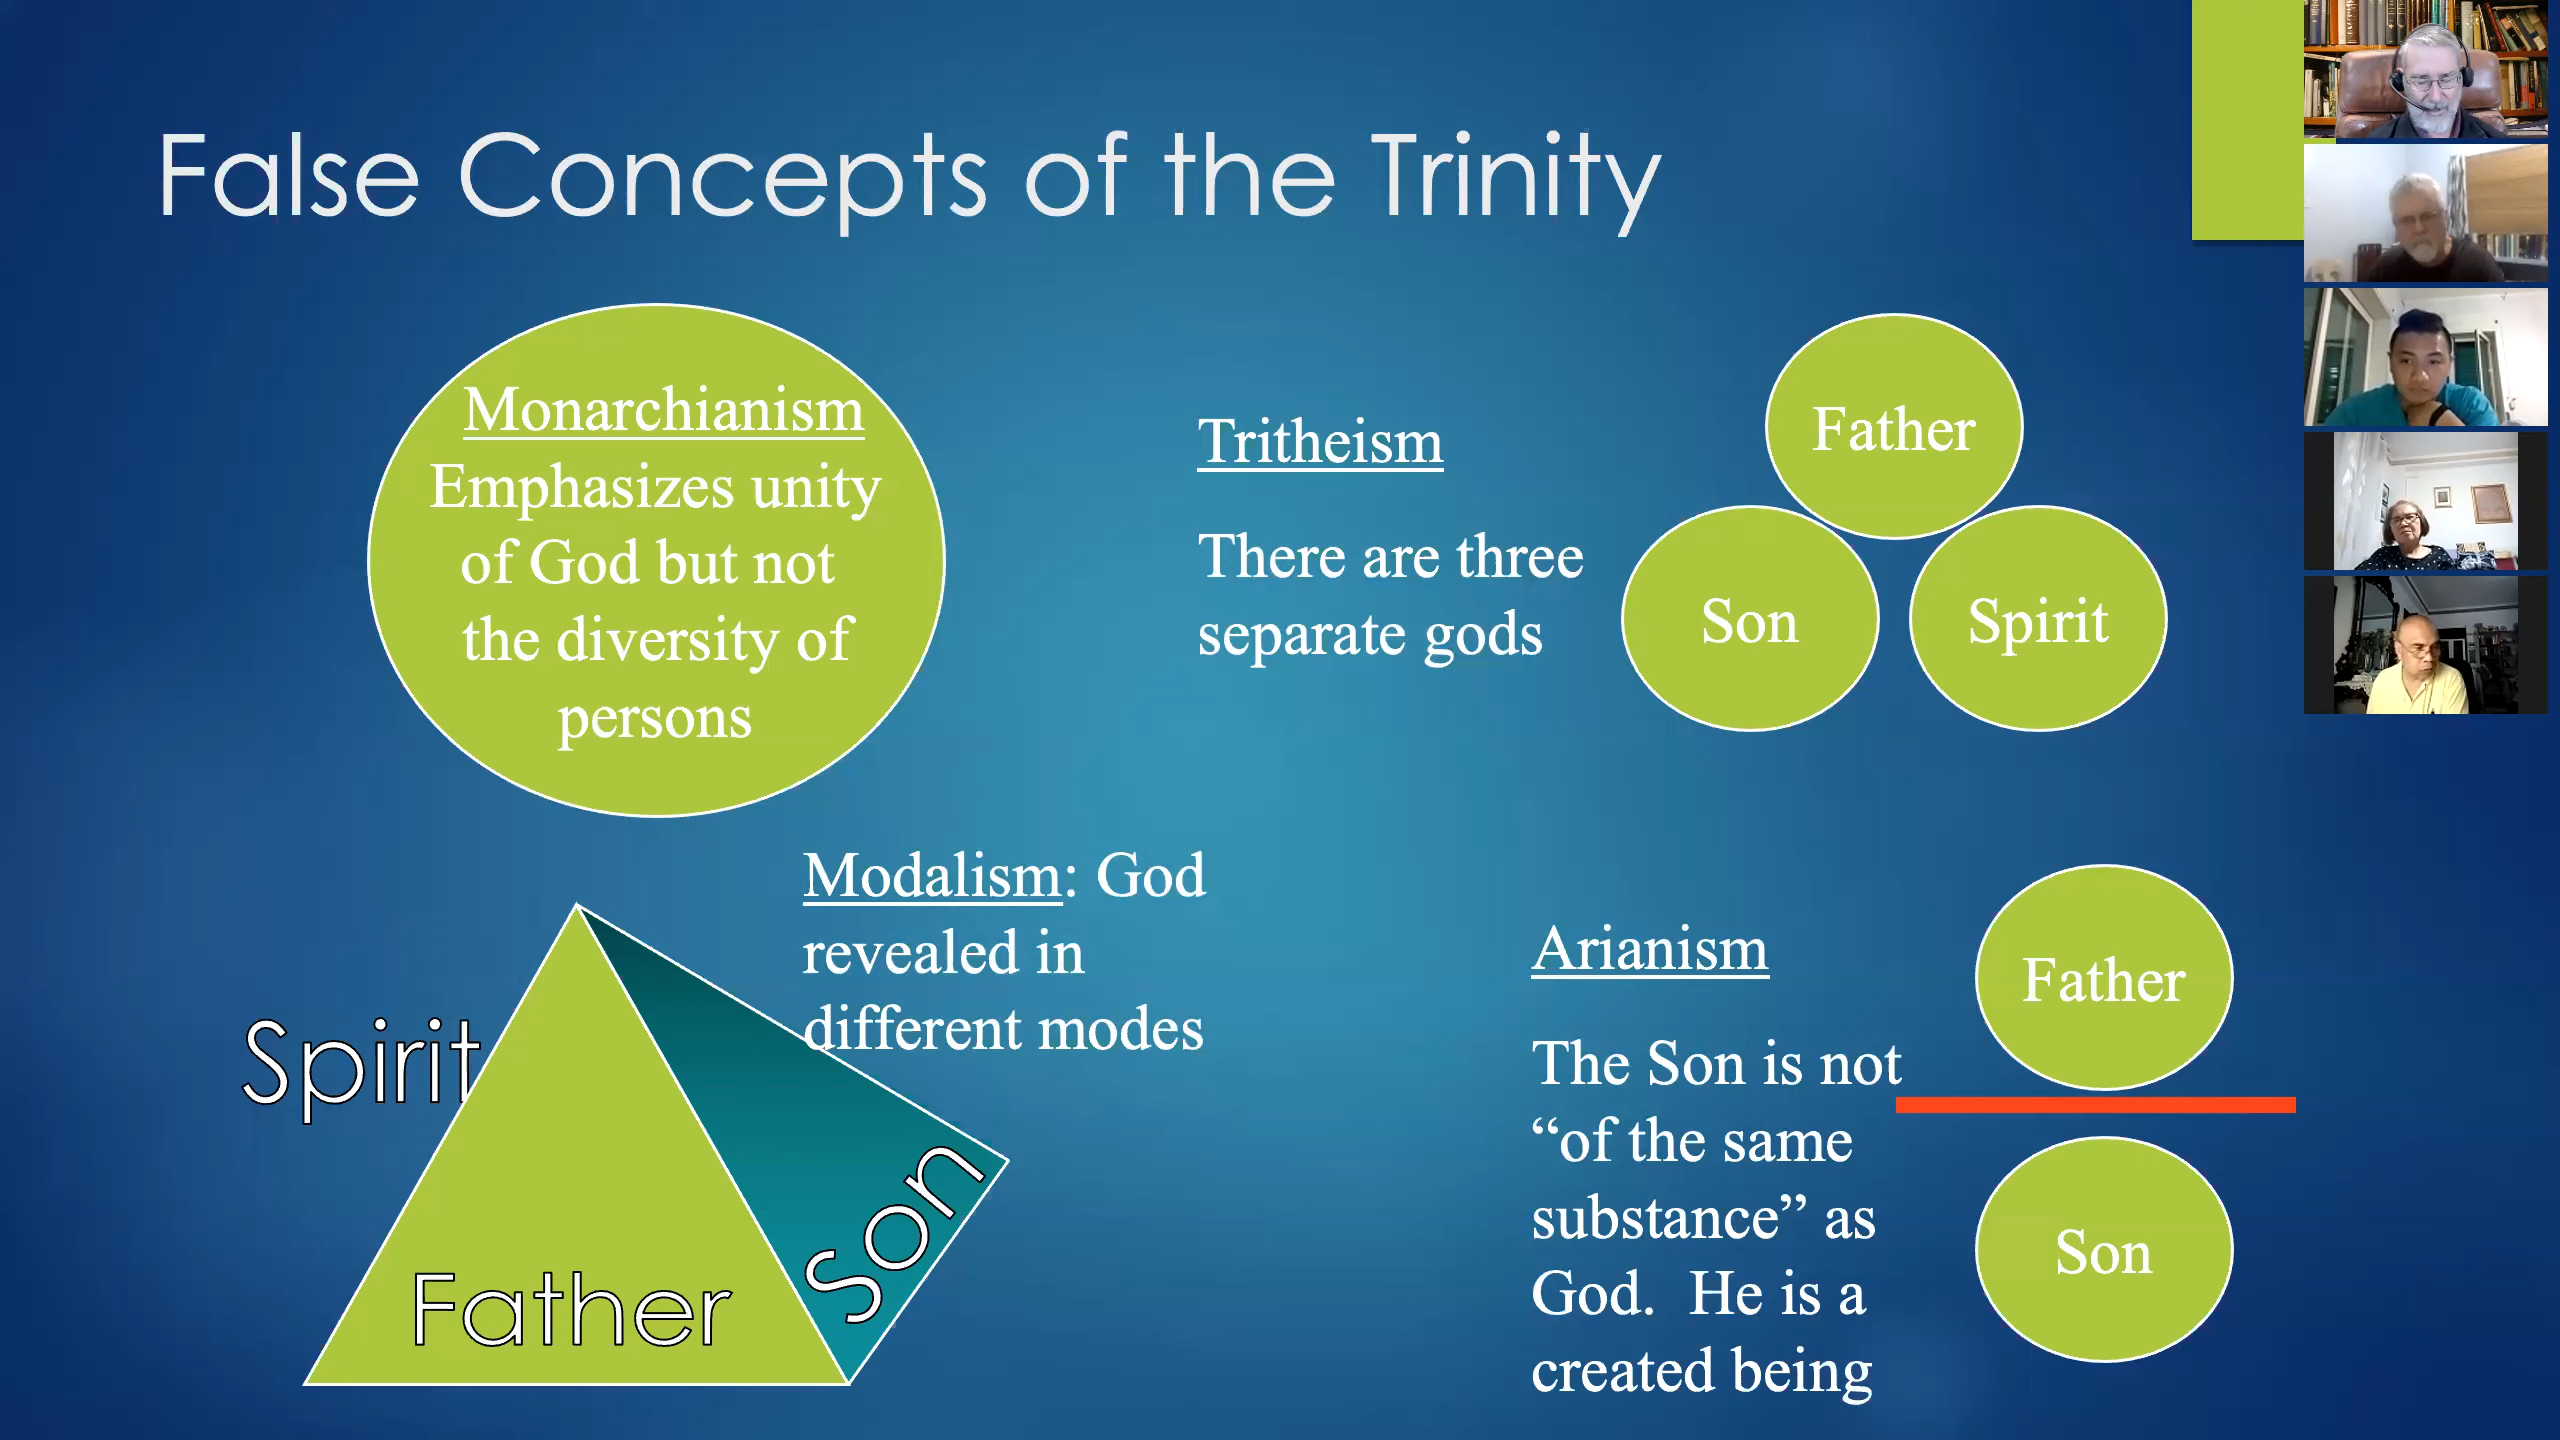 False Concepts of the Trinity
Monarchianism
Emphasizes unity
of God but not
the diversity of
persons
Tritheism
There are three
separate gods
Father
Son
Spirit
Modalism: God
revealed in
different modes
Spirit
Father
Son
Arianism
The Son is not
“of the same
substance” as
God. He is a
created being
Father
Son